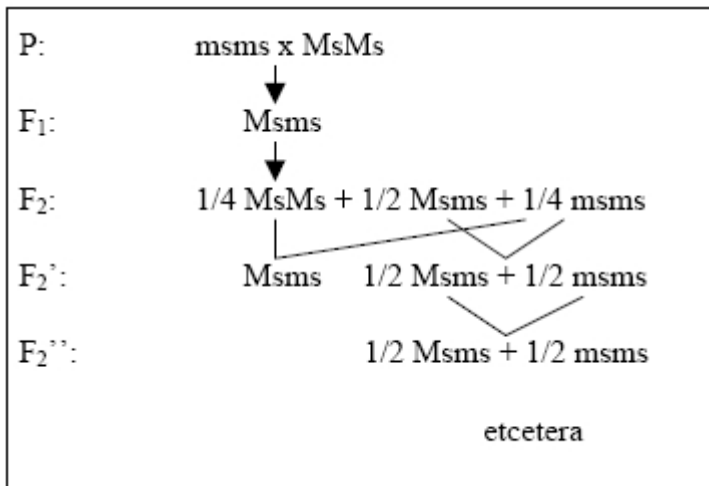 P: msms x MsMs
F₁: Msms
F₂: 1/4 MsMs + 1/2 Msms + 1/4 msms
F₂’: Msms 1/2 Msms + 1/2 msms
F₂’’: 1/2 Msms + 1/2 msms
etcetera